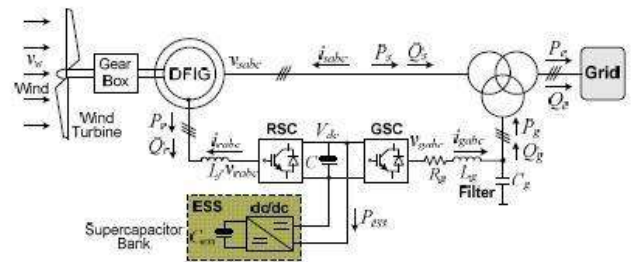 v_w
Wind
Wind
Turbine
Gear
Box
DFIG
v_sabc
i_sabc
P_s
Q_s
P_e
Q_e
Grid
P_r
Q_r
i_rabc
L_r
v_rabc
RSC
V_dc
C
GSC
v_gabc
i_gabc
R_g
L_g
Filter
C_g
P_g
Q_g
ESS
dc/dc
P_ess
Supercapacitor
Bank